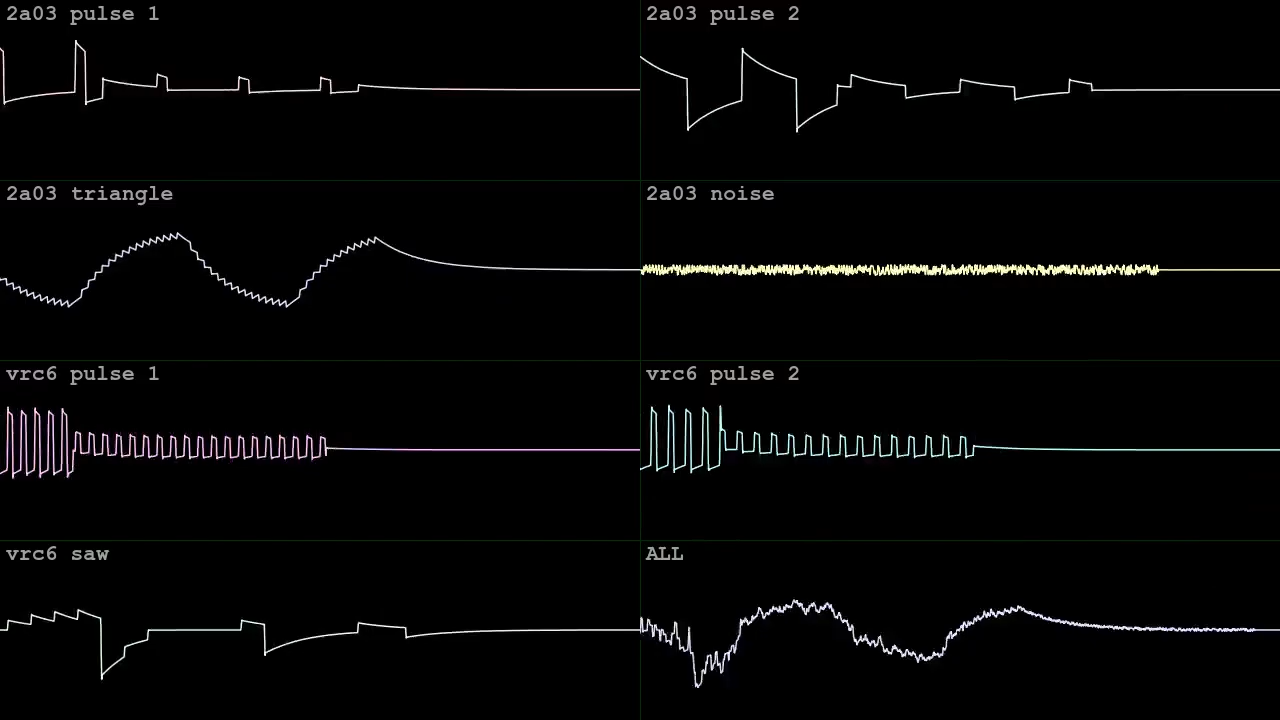 2a03 pulse 1
2a03 pulse 2
2a03 triangle
2a03 noise
vrc6 pulse 1
vrc6 pulse 2
vrc6 saw
ALL